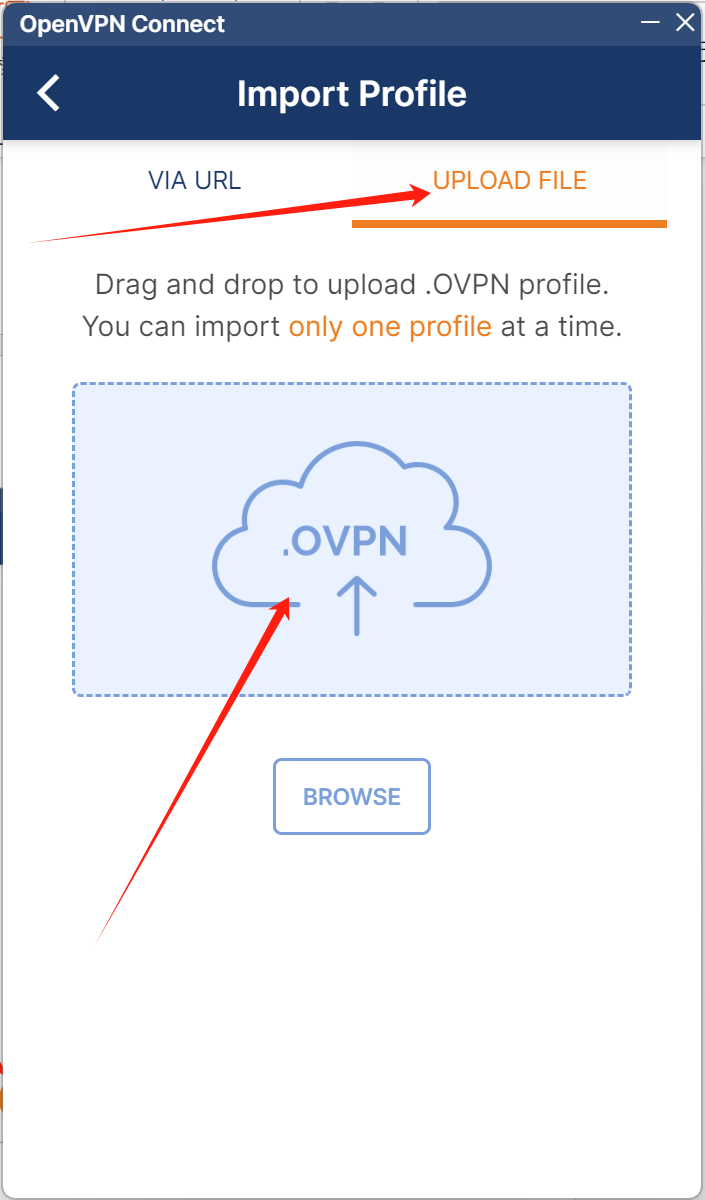 OpenVPN Connect
Import Profile
VIA URL
UPLOAD FILE
Drag and drop to upload .OVPN profile.
You can import only one profile at a time.
.OVPN
BROWSE